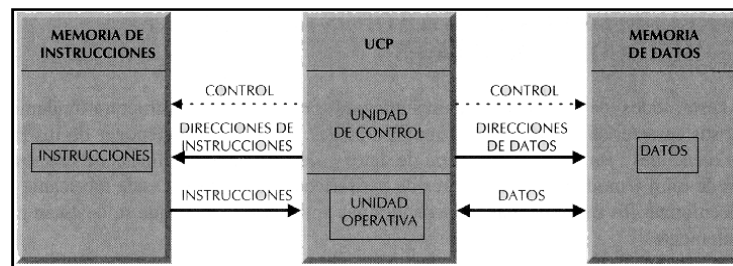 MEMORIA DE
INSTRUCCIONES
INSTRUCCIONES
CONTROL
DIRECCIONES DE
INSTRUCCIONES
INSTRUCCIONES
UCP
UNIDAD
DE CONTROL
UNIDAD
OPERATIVA
CONTROL
DIRECCIONES
DE DATOS
DATOS
MEMORIA
DE DATOS
DATOS